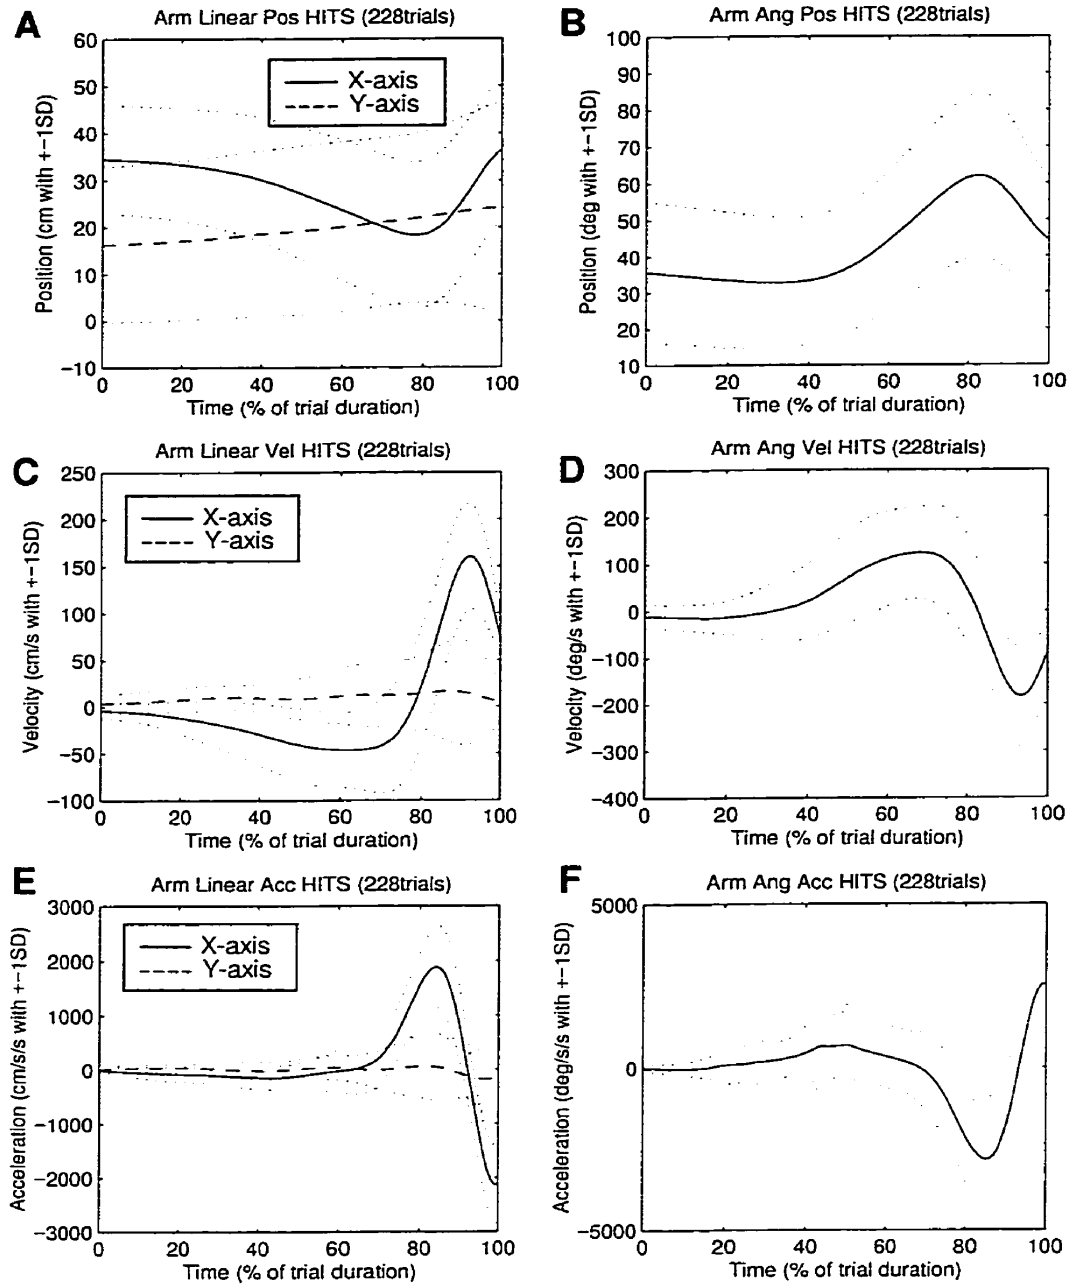 A
Arm Linear Pos HITS (228trials)
60
50
40
30
20
10
0
−10
Position (cm with +−1SD)
X-axis
Y-axis
0 20 40 60 80 100
Time (% of trial duration)
B
Arm Ang Pos HITS (228trials)
100
90
80
70
60
50
40
30
20
10
Position (deg with +−1SD)
0 20 40 60 80 100
Time (% of trial duration)
C
Arm Linear Vel HITS (228trials)
250
200
150
100
50
0
−50
−100
Velocity (cm/s with +−1SD)
X-axis
Y-axis
0 20 40 60 80 100
Time (% of trial duration)
D
Arm Ang Vel HITS (228trials)
300
200
100
0
−100
−200
−300
−400
Velocity (deg/s with +−1SD)
0 20 40 60 80 100
Time (% of trial duration)
E
Arm Linear Acc HITS (228trials)
3000
2000
1000
0
−1000
−2000
−3000
Acceleration (cm/s/s with +−1SD)
X-axis
Y-axis
0 20 40 60 80 100
Time (% of trial duration)
F
Arm Ang Acc HITS (228trials)
5000
0
−5000
Acceleration (deg/s/s with +−1SD)
0 20 40 60 80 100
Time (% of trial duration)